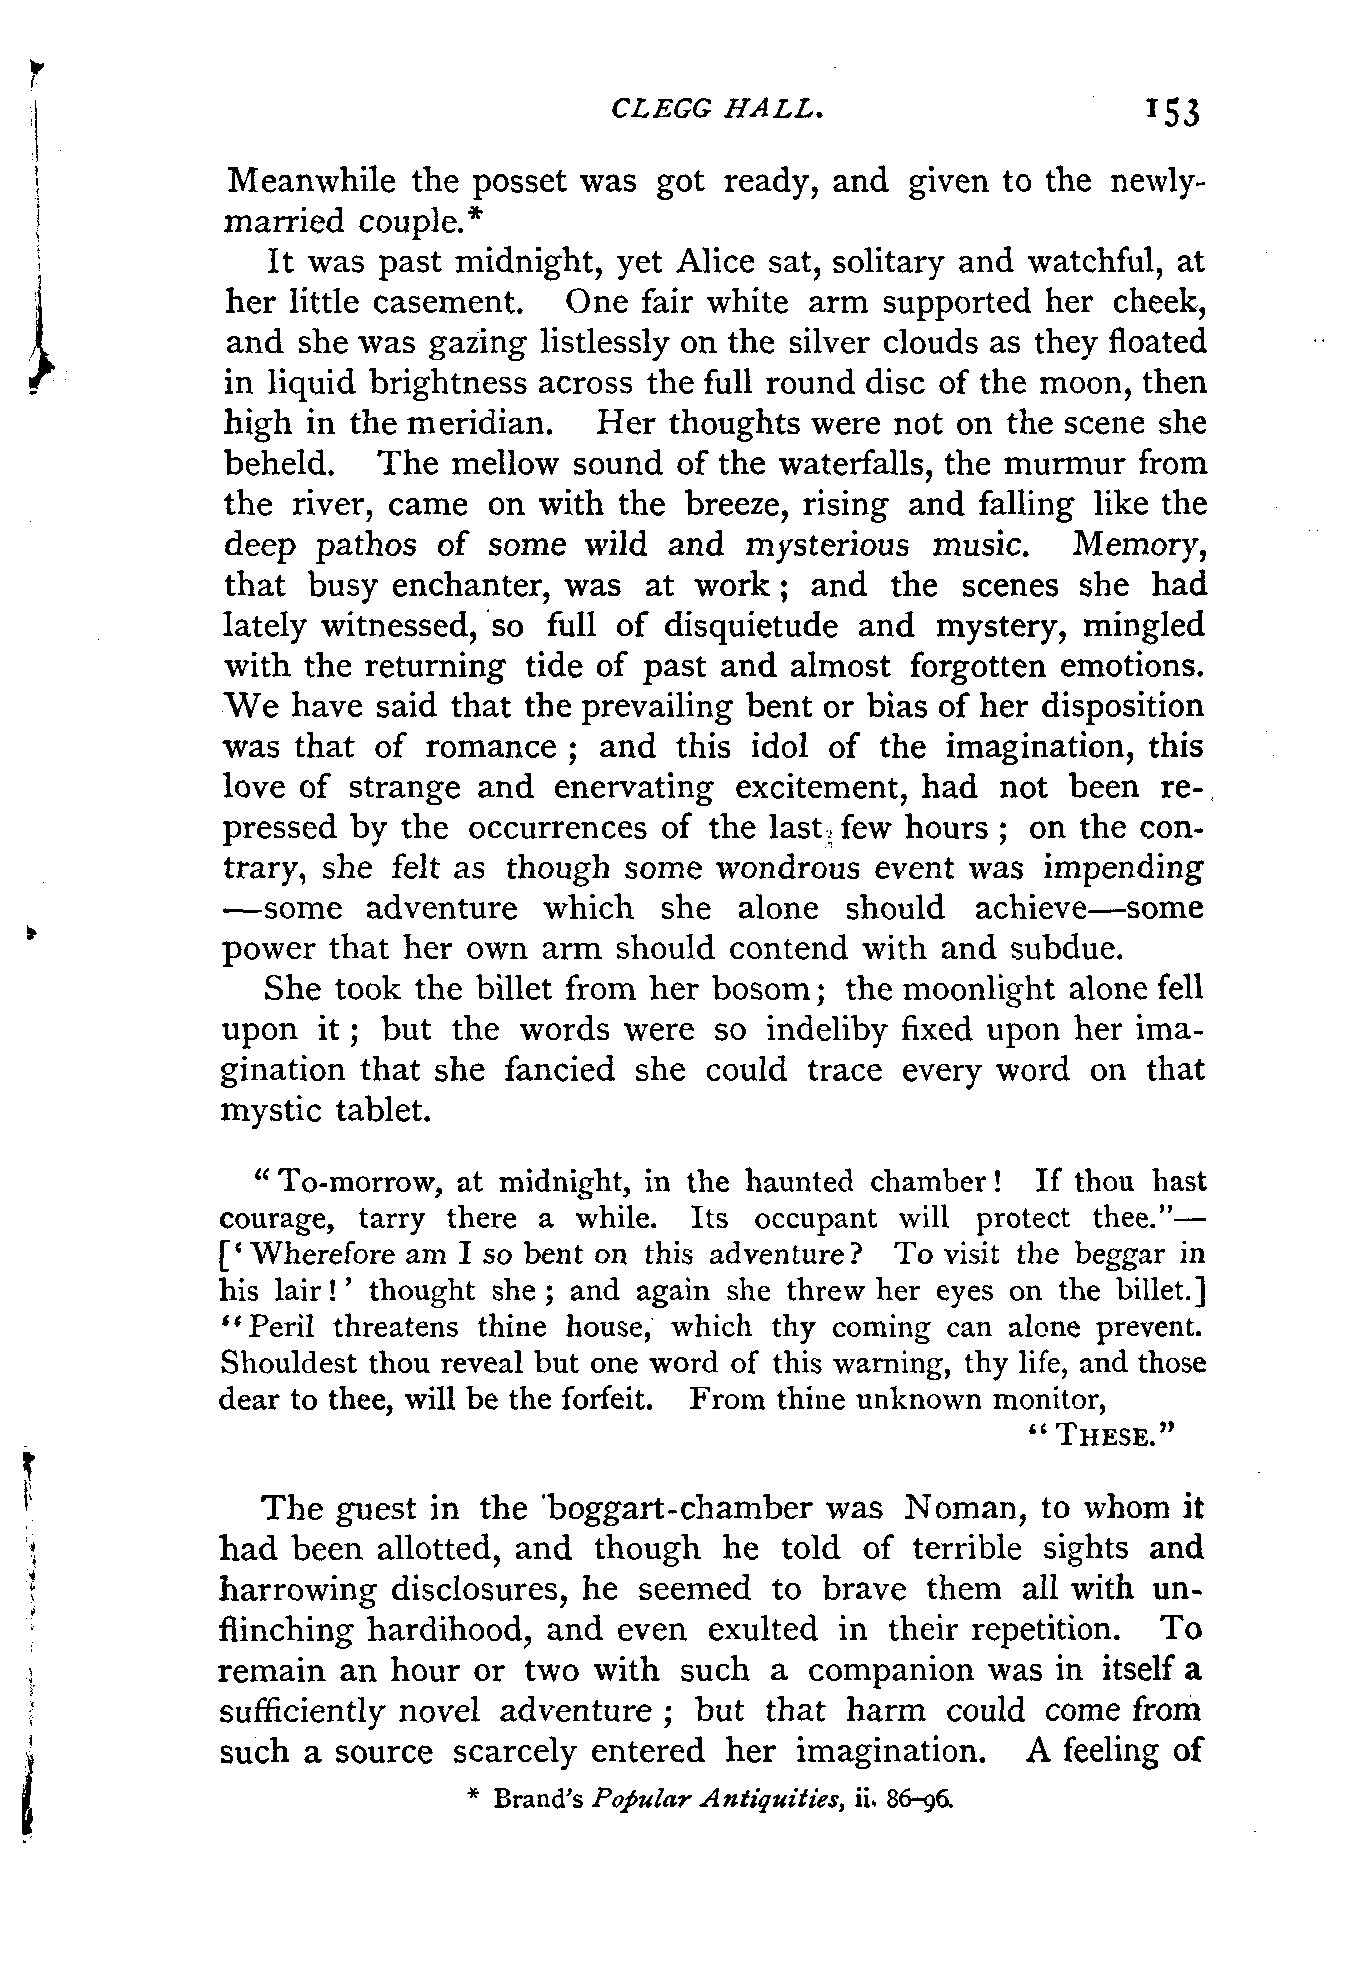 CLEGG HALL. 153
Meanwhile the posset was got ready, and given to the newly-
married couple.*
It was past midnight, yet Alice sat, solitary and watchful, at
her little casement. One fair white arm supported her cheek,
and she was gazing listlessly on the silver clouds as they floated
in liquid brightness across the full round disc of the moon, then
high in the meridian. Her thoughts were not on the scene she
beheld. The mellow sound of the waterfalls, the murmur from
the river, came on with the breeze, rising and falling like the
deep pathos of some wild and mysterious music. Memory,
that busy enchanter, was at work ; and the scenes she had
lately witnessed, so full of disquietude and mystery, mingled
with the returning tide of past and almost forgotten emotions.
We have said that the prevailing bent or bias of her disposition
was that of romance ; and this idol of the imagination, this
love of strange and enervating excitement, had not been re-
pressed by the occurrences of the last few hours ; on the con-
trary, she felt as though some wondrous event was impending
—some adventure which she alone should achieve—some
power that her own arm should contend with and subdue.
She took the billet from her bosom ; the moonlight alone fell
upon it ; but the words were so indeliby fixed upon her ima-
gination that she fancied she could trace every word on that
mystic tablet.
“ To-morrow, at midnight, in the haunted chamber ! If thou hast
courage, tarry there a while. Its occupant will protect thee.”—
[‘ Wherefore am I so bent on this adventure ? To visit the beggar in
his lair ! ’ thought she ; and again she threw her eyes on the billet.]
“ Peril threatens thine house, which thy coming can alone prevent.
Shouldest thou reveal but one word of this warning, thy life, and those
dear to thee, will be the forfeit. From thine unknown monitor,
“ THESE.”
The guest in the boggart-chamber was Noman, to whom it
had been allotted, and though he told of terrible sights and
harrowing disclosures, he seemed to brave them all with un-
flinching hardihood, and even exulted in their repetition. To
remain an hour or two with such a companion was in itself a
sufficiently novel adventure ; but that harm could come from
such a source scarcely entered her imagination. A feeling of
* Brand’s Popular Antiquities, ii. 86–96.